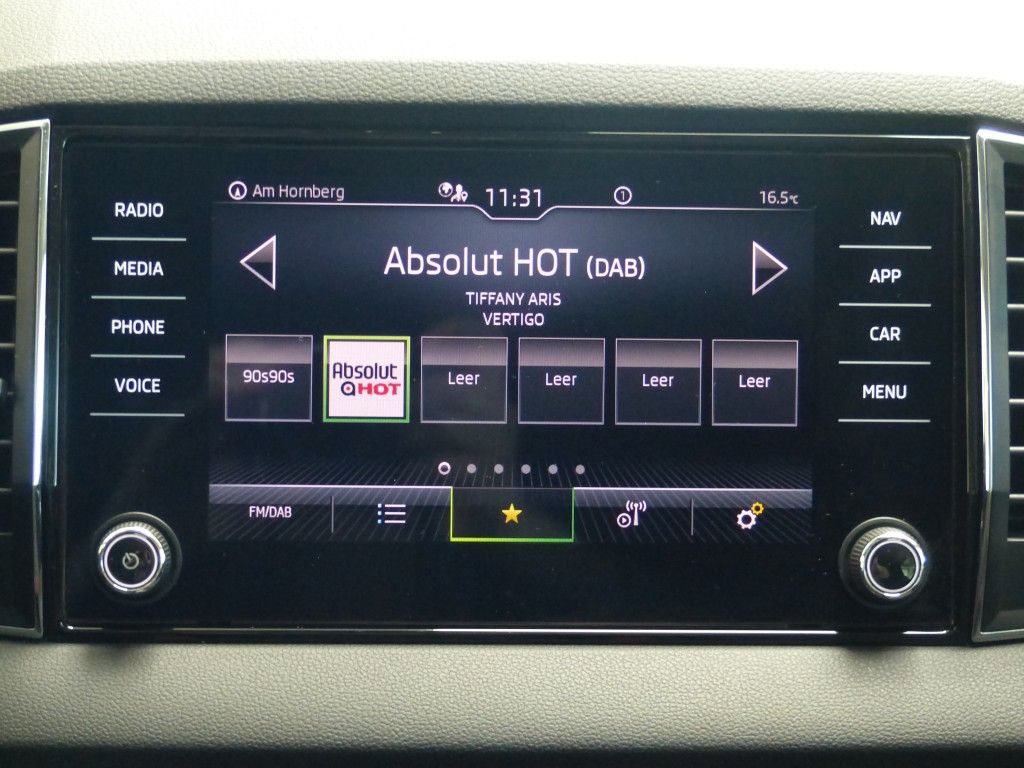 Am Hornberg
11:31
1
16.5°C
RADIO
MEDIA
PHONE
VOICE
Absolut HOT (DAB)
TIFFANY ARIS
VERTIGO
90s90s
Absolut
HOT
Leer
Leer
Leer
Leer
FM/DAB
NAV
APP
CAR
MENU